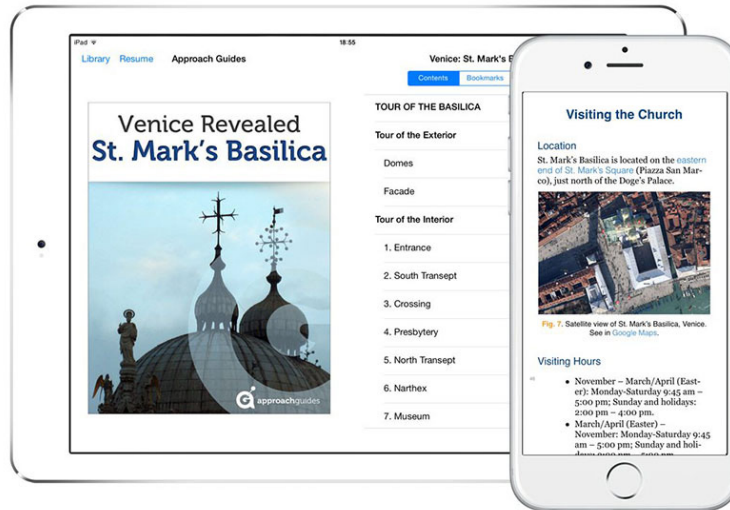 iPad
18:55
Library
Resume
Approach Guides
Venice: St. Mark's B
Contents
Bookmarks
Venice Revealed
St. Mark's Basilica
approachguides
TOUR OF THE BASILICA
Tour of the Exterior
Domes
Facade
Tour of the Interior
1. Entrance
2. South Transept
3. Crossing
4. Presbytery
5. North Transept
6. Narthex
7. Museum
Visiting the Church
Location
St. Mark's Basilica is located on the eastern
end of St. Mark's Square (Piazza San Mar-
co), just north of the Doge's Palace.
Fig. 7. Satellite view of St. Mark's Basilica, Venice.
See in Google Maps.
Visiting Hours
• November – March/April (East-
er): Monday-Saturday 9:45 am –
5:00 pm; Sunday and holidays:
2:00 pm – 4:00 pm.
• March/April (Easter) –
November: Monday-Saturday 9:45
am – 5:00 pm; Sunday and holi-